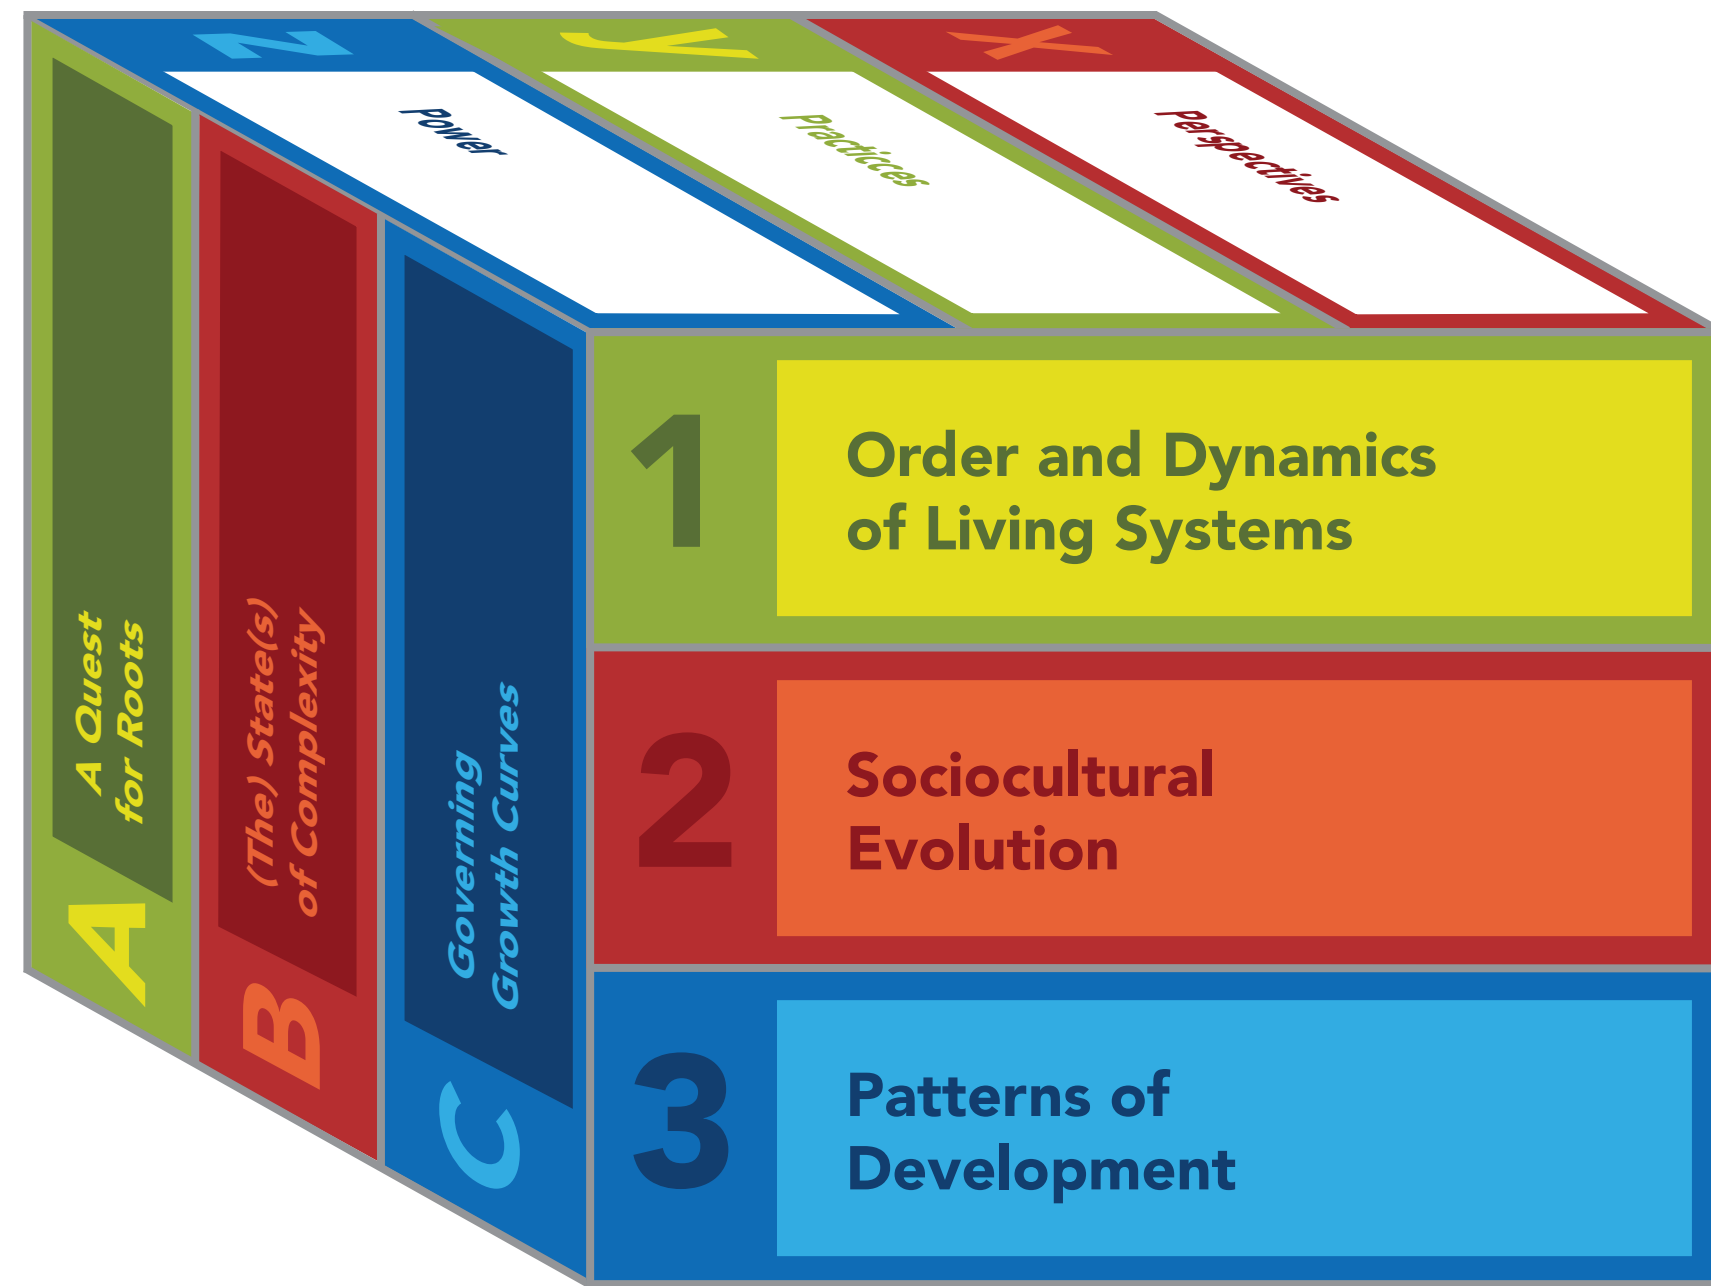 z
Power
y
Practicces
x
Perspectives
A
A Quest
for Roots
B
(The) State(s)
of Complexity
C
Governing
Growth Curves
1
Order and Dynamics
of Living Systems
2
Sociocultural
Evolution
3
Patterns of
Development